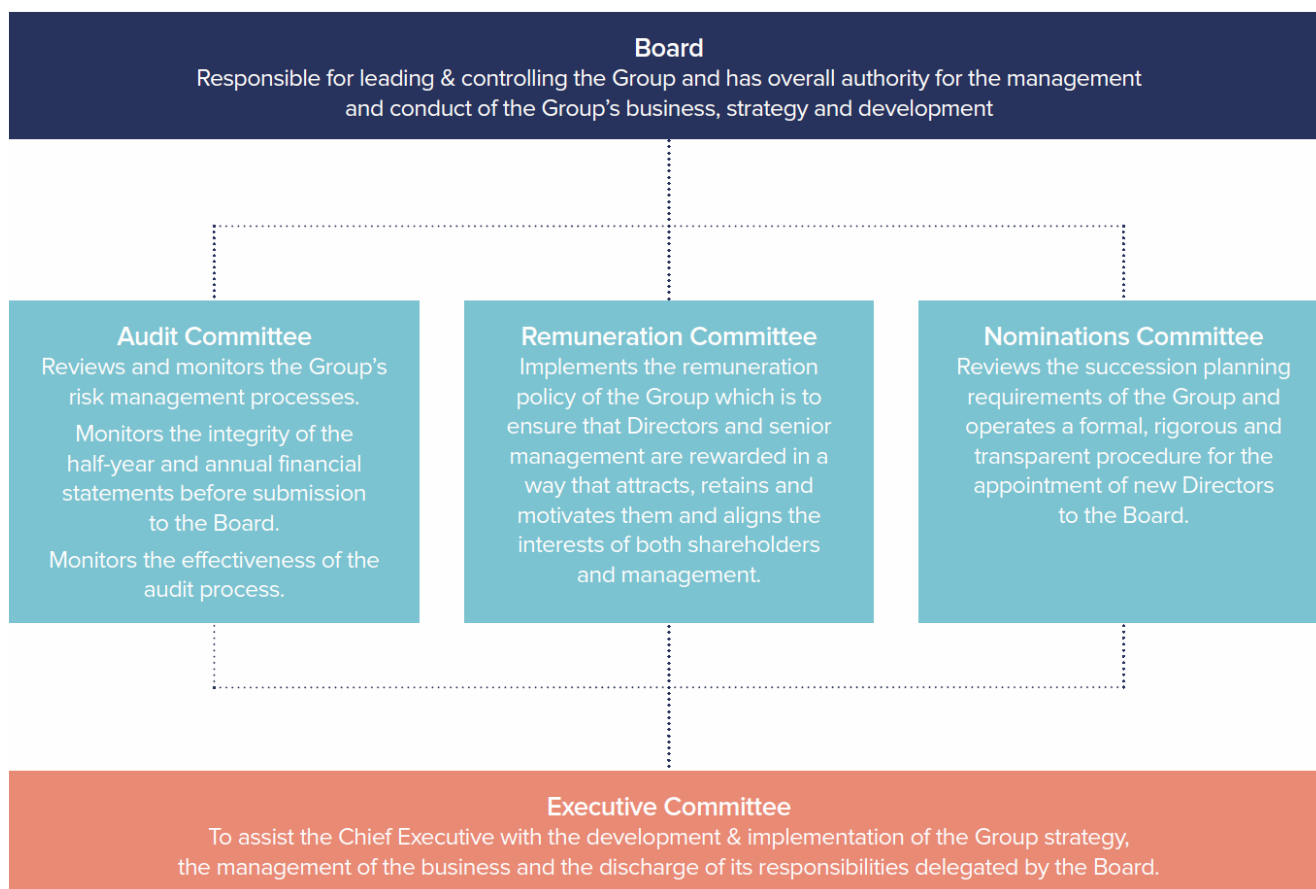 Board
Responsible for leading & controlling the Group and has overall authority for the management
and conduct of the Group’s business, strategy and development
Audit Committee
Reviews and monitors the Group’s
risk management processes.
Monitors the integrity of the
half-year and annual financial
statements before submission
to the Board.
Monitors the effectiveness of the
audit process.
Remuneration Committee
Implements the remuneration
policy of the Group which is to
ensure that Directors and senior
management are rewarded in a
way that attracts, retains and
motivates them and aligns the
interests of both shareholders
and management.
Nominations Committee
Reviews the succession planning
requirements of the Group and
operates a formal, rigorous and
transparent procedure for the
appointment of new Directors
to the Board.
Executive Committee
To assist the Chief Executive with the development & implementation of the Group strategy,
the management of the business and the discharge of its responsibilities delegated by the Board.